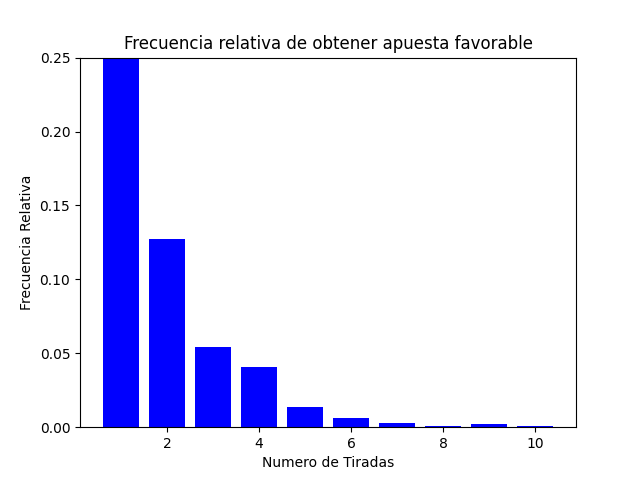 Frecuencia relativa de obtener apuesta favorable
0.25
0.20
0.15
0.10
0.05
0.00
Frecuencia Relativa
2 4 6 8 10
Numero de Tiradas